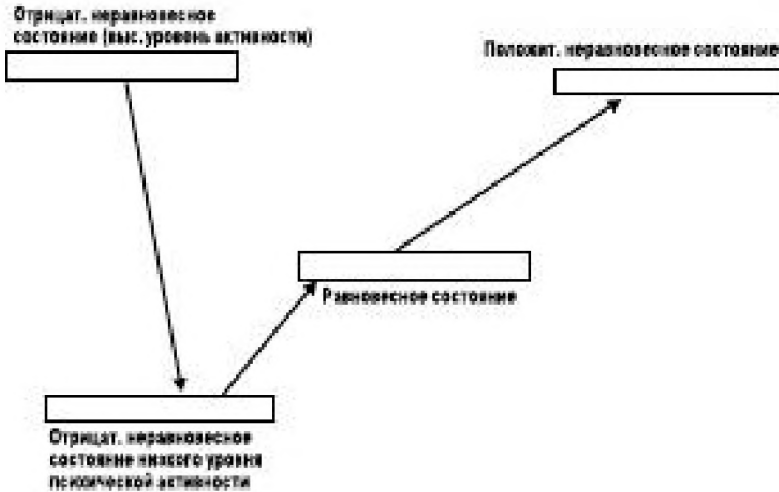 Отрицат. неравновесное
состояние (выс. уровень активности)
Положит. неравновесное состояние
Равновесное состояние
Отрицат. неравновесное
состояние низкого уровня
психической активности